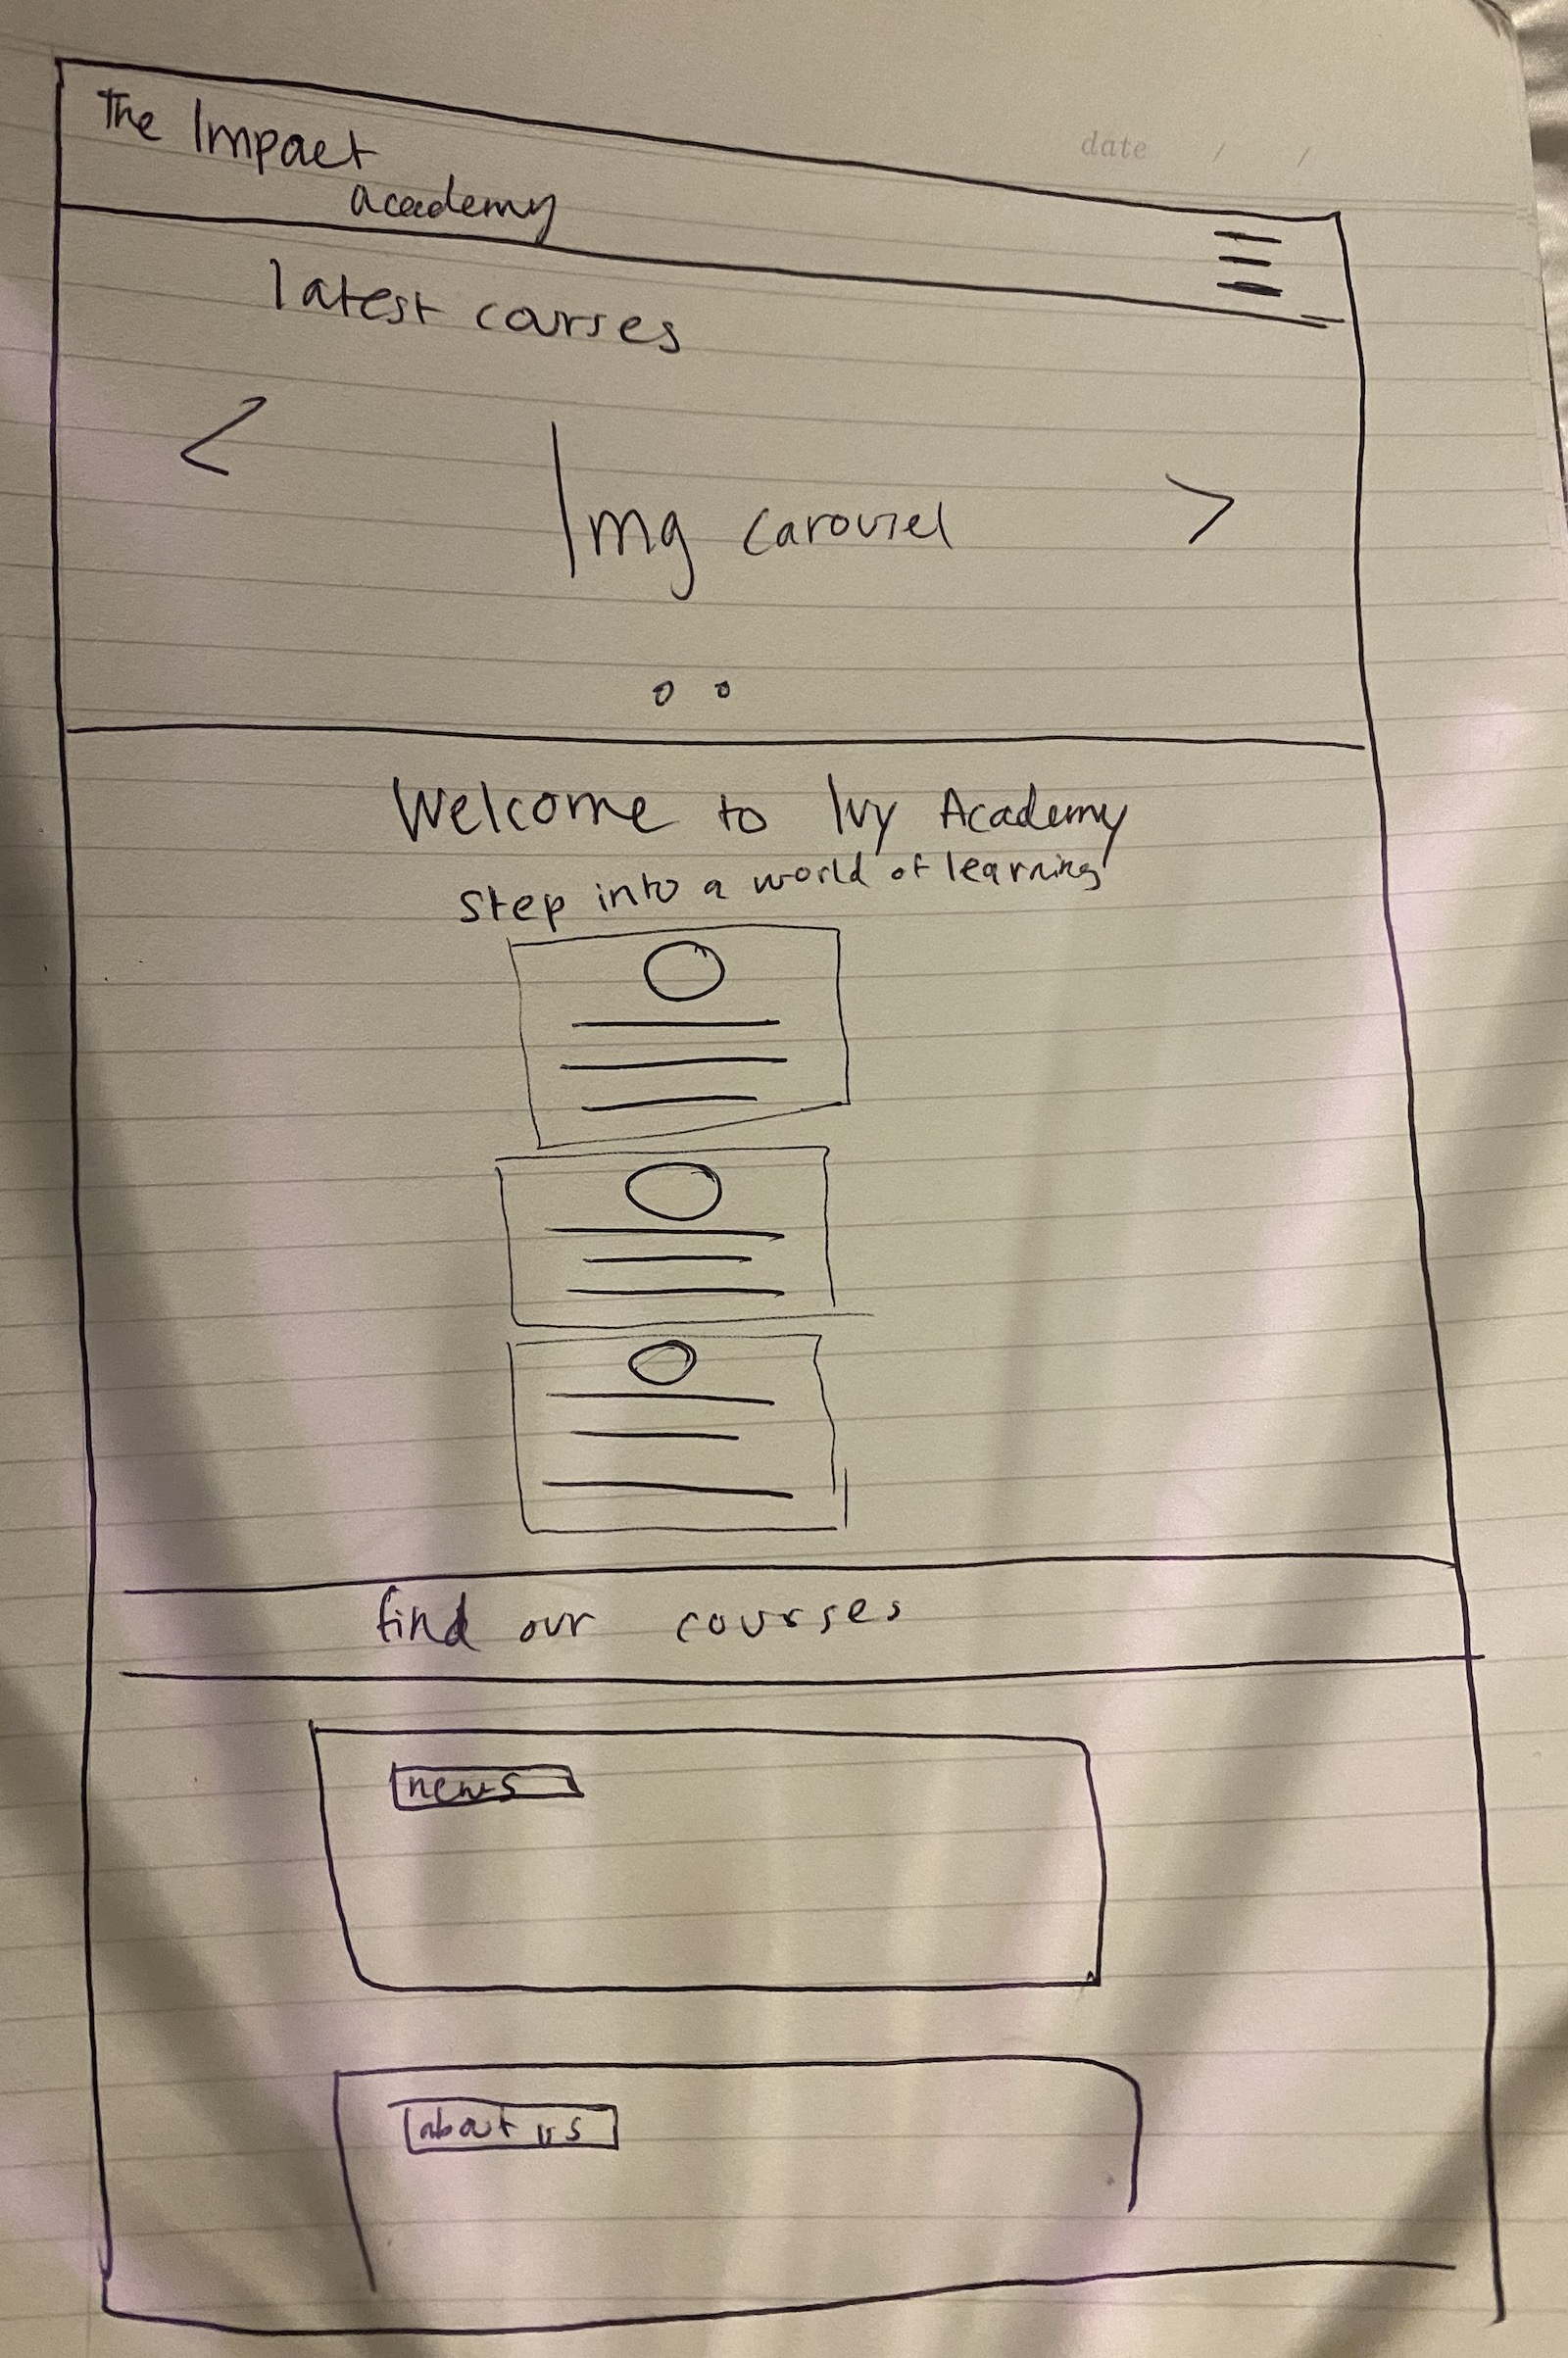 date / /
The Impact
academy
latest courses
< >
Img carousel
Welcome to Ivy Academy
step into a world of learning
find our courses
news
about us